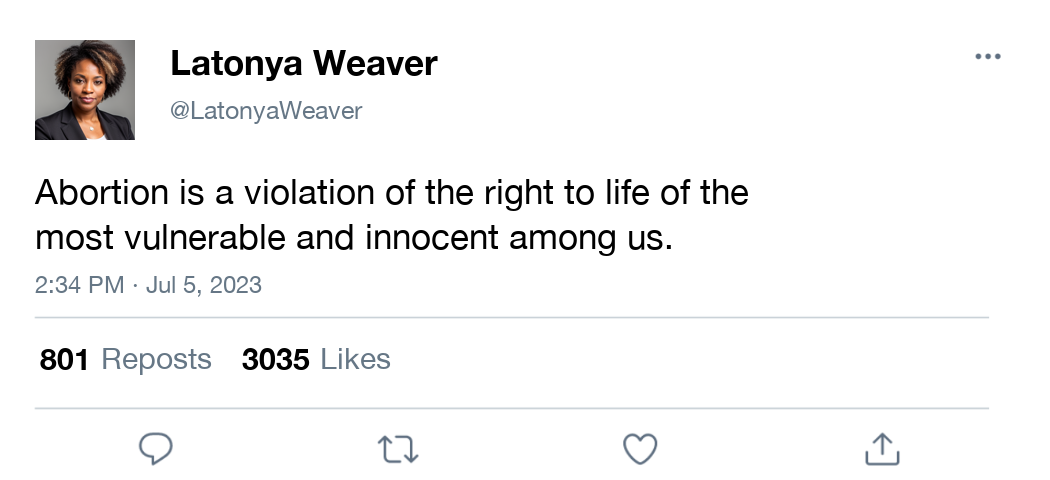 Latonya Weaver
@LatonyaWeaver
Abortion is a violation of the right to life of the
most vulnerable and innocent among us.
2:34 PM · Jul 5, 2023
801 Reposts 3035 Likes